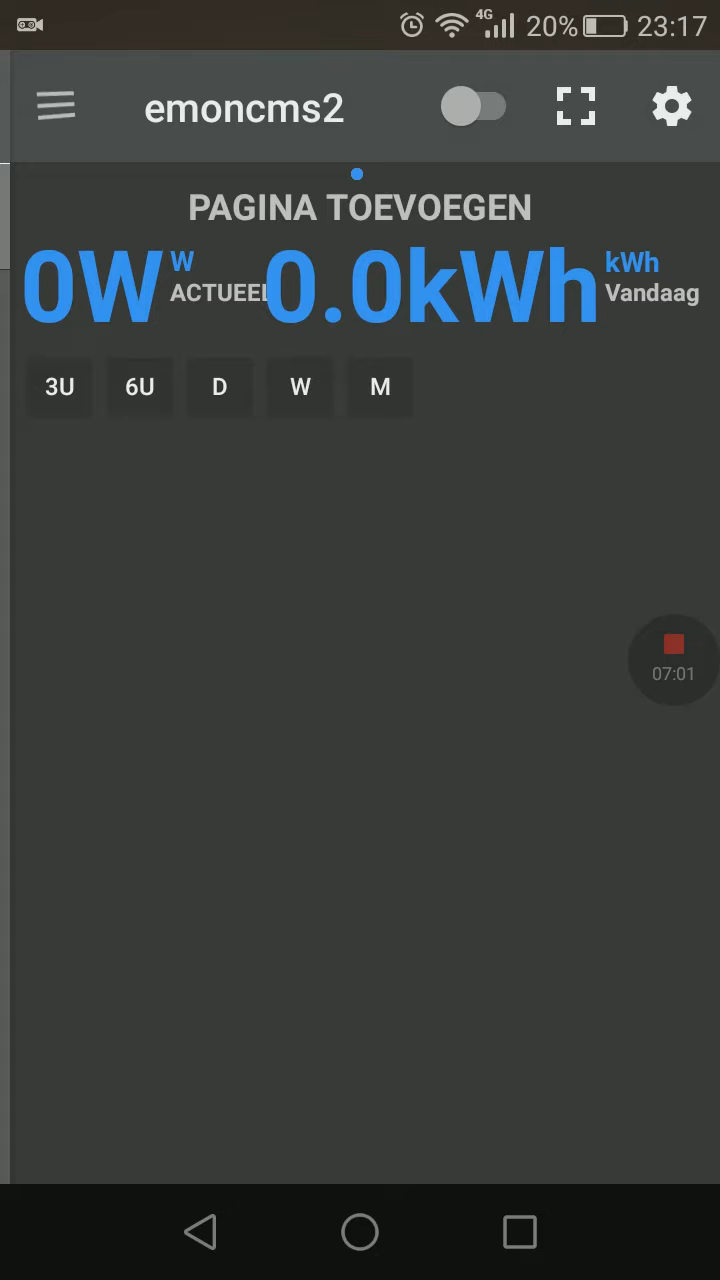 4G 20% 23:17
emoncms2
PAGINA TOEVOEGEN
0W W ACTUEEL 0.0kWh kWh Vandaag
3U 6U D W M
07:01